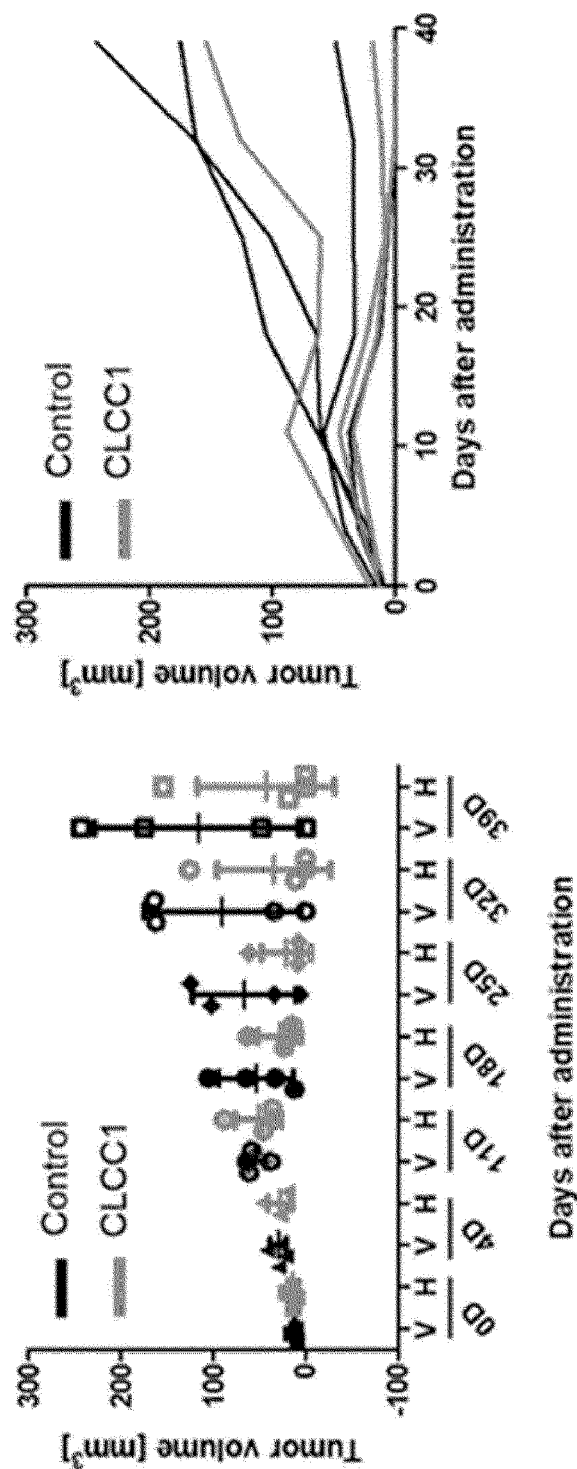 Tumor volume [mm³]
300
200
100
0
-100
Control
CLCC1
V H V H V H V H V H V H V H
0D 4D 11D 18D 25D 32D 39D
Days after administration
Tumor volume [mm³]
300
200
100
0
Control
CLCC1
0 10 20 30 40
Days after administration